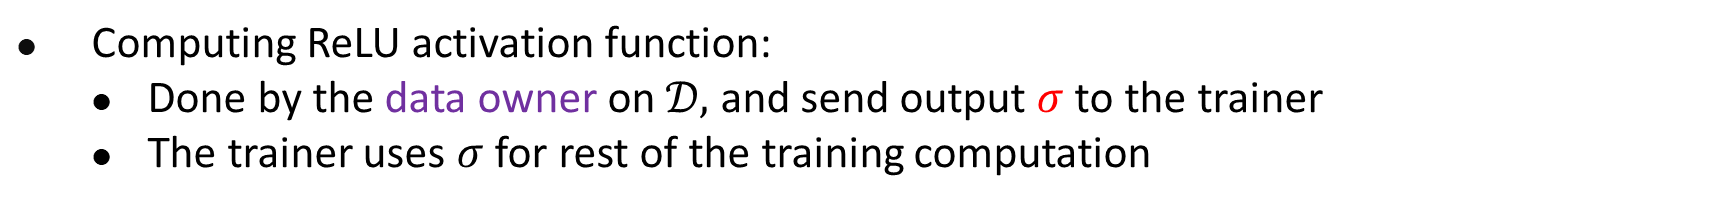 • Computing ReLU activation function:
• Done by the data owner on 𝒟, and send output σ to the trainer
• The trainer uses σ for rest of the training computation